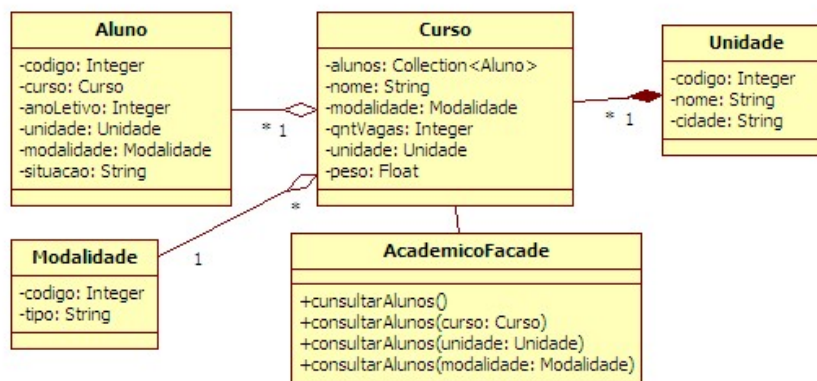 Aluno
-codigo: Integer
-curso: Curso
-anoLetivo: Integer
-unidade: Unidade
-modalidade: Modalidade
-situacao: String
* 1
Curso
-alunos: Collection<Aluno>
-nome: String
-modalidade: Modalidade
-qntVagas: Integer
-unidade: Unidade
-peso: Float
* 1
Unidade
-codigo: Integer
-nome: String
-cidade: String
*
1
Modalidade
-codigo: Integer
-tipo: String
AcademicoFacade
+cunsultarAlunos()
+consultarAlunos(curso: Curso)
+consultarAlunos(unidade: Unidade)
+consultarAlunos(modalidade: Modalidade)